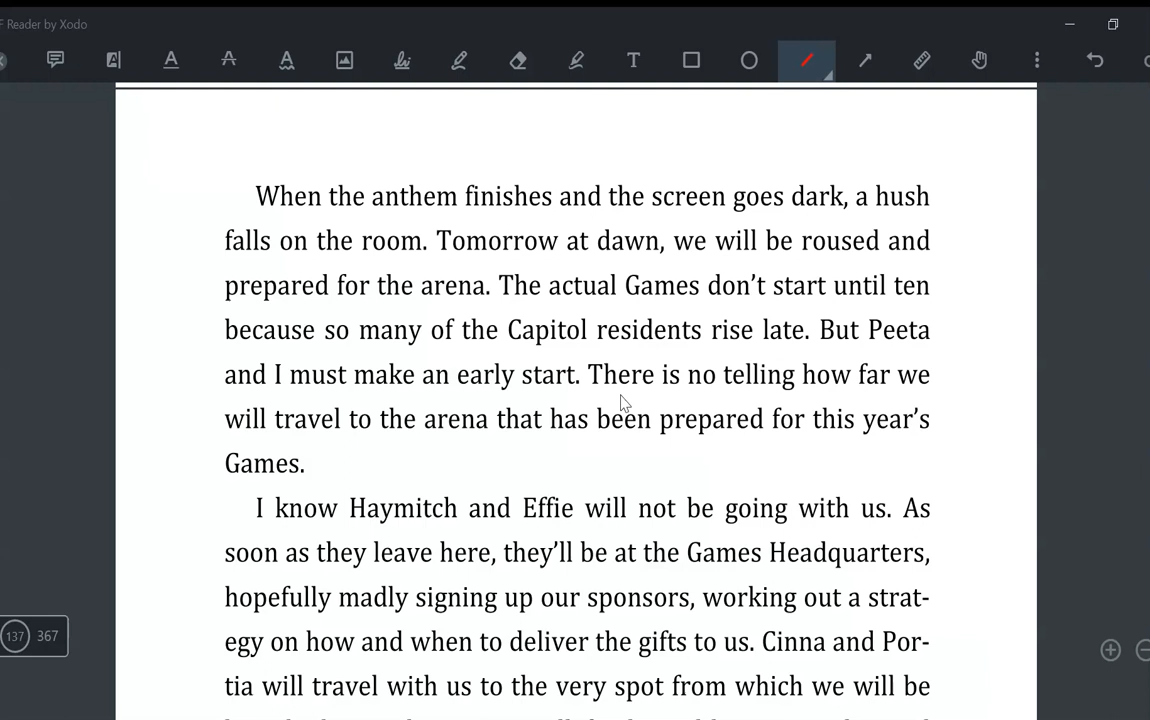 F Reader by Xodo
T
When the anthem finishes and the screen goes dark, a hush
falls on the room. Tomorrow at dawn, we will be roused and
prepared for the arena. The actual Games don’t start until ten
because so many of the Capitol residents rise late. But Peeta
and I must make an early start. There is no telling how far we
will travel to the arena that has been prepared for this year’s
Games.
I know Haymitch and Effie will not be going with us. As
soon as they leave here, they’ll be at the Games Headquarters,
hopefully madly signing up our sponsors, working out a strat-
egy on how and when to deliver the gifts to us. Cinna and Por-
tia will travel with us to the very spot from which we will be
137 367